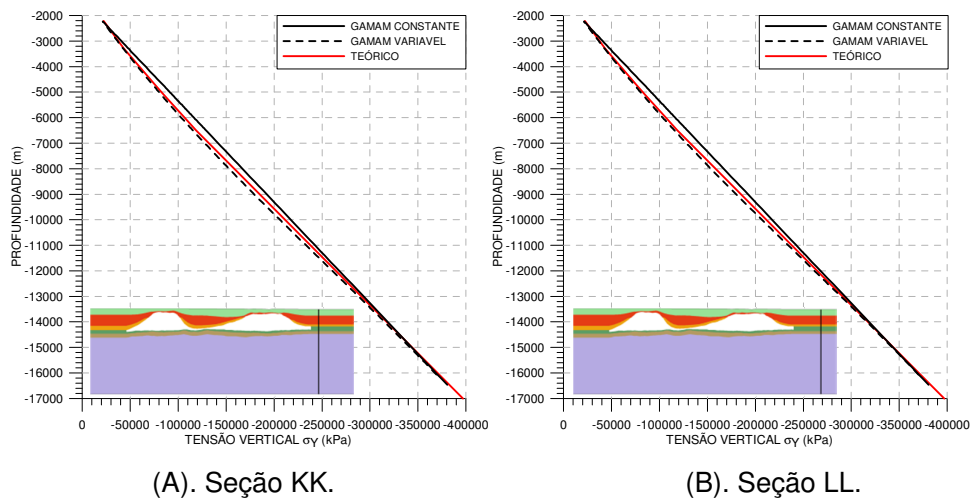 -2000
-3000
-4000
-5000
-6000
-7000
-8000
-9000
-10000
-11000
-12000
-13000
-14000
-15000
-16000
-17000
PROFUNDIDADE (m)
GAMAM CONSTANTE
GAMAM VARIAVEL
TEÓRICO
0 -50000 -100000 -150000 -200000 -250000 -300000 -350000 -400000
TENSÃO VERTICAL σY (kPa)
(A). Seção KK.
-2000
-3000
-4000
-5000
-6000
-7000
-8000
-9000
-10000
-11000
-12000
-13000
-14000
-15000
-16000
-17000
PROFUNDIDADE (m)
GAMAM CONSTANTE
GAMAM VARIAVEL
TEÓRICO
0 -50000 -100000 -150000 -200000 -250000 -300000 -350000 -400000
TENSÃO VERTICAL σY (kPa)
(B). Seção LL.